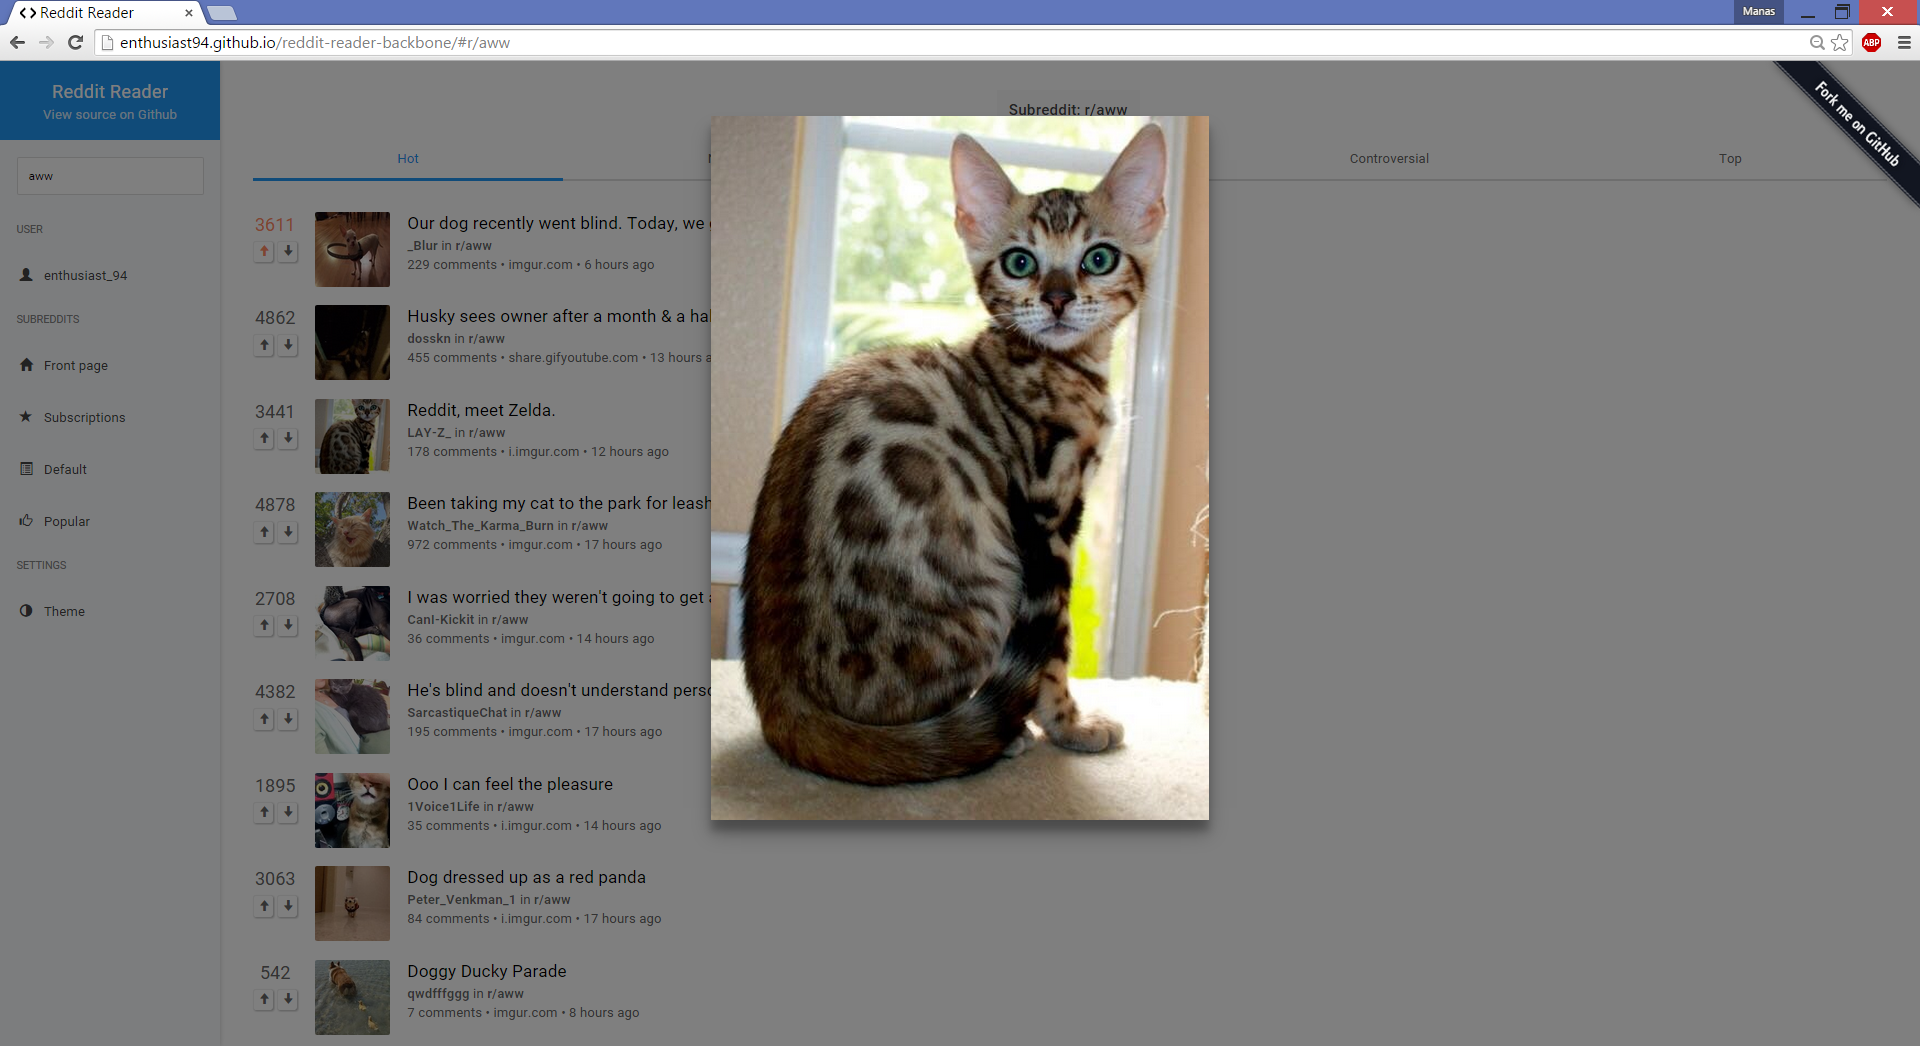 Reddit Reader
Manas
enthusiast94.github.io/reddit-reader-backbone/#r/aww
ABP
Reddit Reader
View source on Github
aww
USER
enthusiast_94
SUBREDDITS
Front page
Subscriptions
Default
Popular
SETTINGS
Theme
Fork me on GitHub
Subreddit: r/aww
Hot
Controversial
Top
3611
Our dog recently went blind. Today, we
_Blur in r/aww
229 comments • imgur.com • 6 hours ago
4862
Husky sees owner after a month & a
dosskn in r/aww
455 comments • share.gifyoutube.com • 13 hours
3441
Reddit, meet Zelda.
LAY-Z_ in r/aww
178 comments • i.imgur.com • 12 hours ago
4878
Been taking my cat to the park for leash
Watch_The_Karma_Burn in r/aww
972 comments • imgur.com • 17 hours ago
2708
I was worried they weren't going to get
CanI-Kickit in r/aww
36 comments • imgur.com • 14 hours ago
4382
He's blind and doesn't understand
SarcastiqueChat in r/aww
195 comments • imgur.com • 17 hours ago
1895
Ooo I can feel the pleasure
1Voice1Life in r/aww
35 comments • i.imgur.com • 14 hours ago
3063
Dog dressed up as a red panda
Peter_Venkman_1 in r/aww
84 comments • i.imgur.com • 17 hours ago
542
Doggy Ducky Parade
qwdfffggg in r/aww
7 comments • imgur.com • 8 hours ago